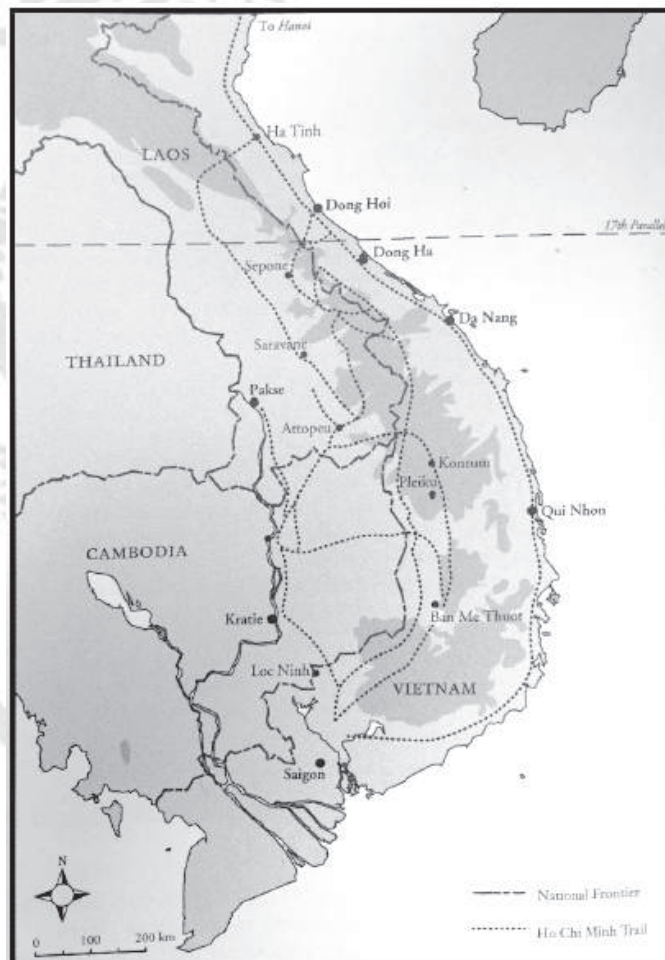 To Hanoi
Ha Tinh
LAOS
Dong Hoi
17th Parallel
Dong Ha
Sepone
Da Nang
Saravane
THAILAND
Pakse
Attopeu
Kontum
Pleiku
Qui Nhon
CAMBODIA
Ban Me Thuot
Kratie
Loc Ninh
VIETNAM
Saigon
N
National Frontier
0 100 200 km
Ho Chi Minh Trail